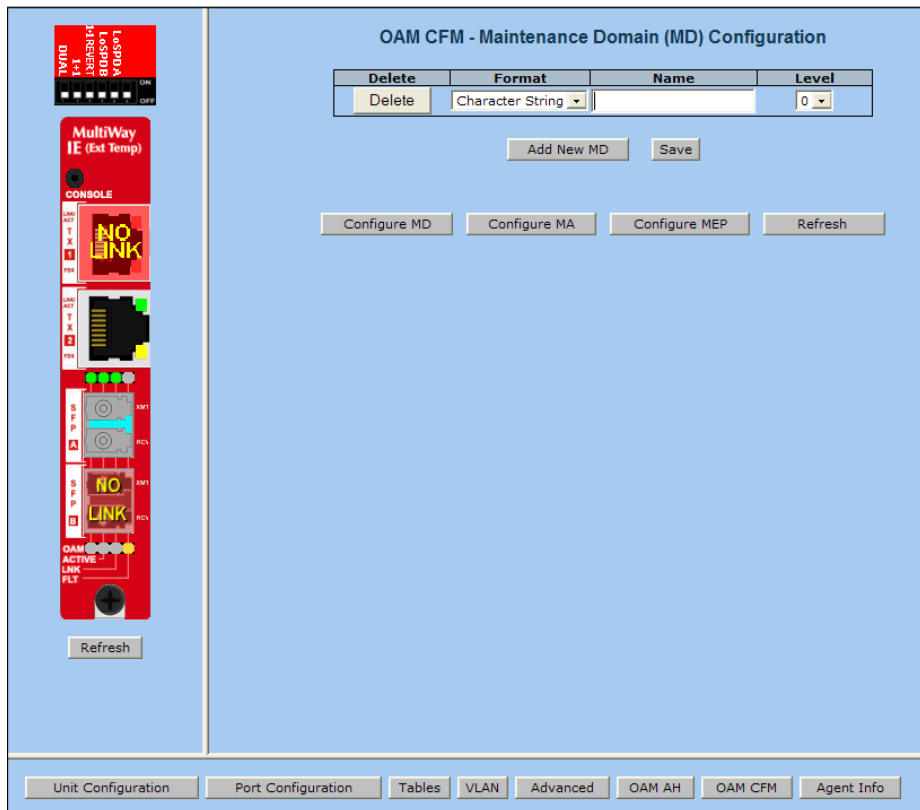 DUAL
1+1
1+1 REVERT
LoSPD B
LoSPD A
ON
OFF
MultiWay
IE (Ext Temp)
CONSOLE
LNK/
ACT
TX
1
FDX
NO
LINK
LNK/
ACT
TX
2
FDX
SFP
A
XMT
RCV
SFP
B
NO
LINK
XMT
RCV
OAM
ACTIVE
LNK
FLT
Refresh
OAM CFM - Maintenance Domain (MD) Configuration
Delete Format Name Level
Delete Character String 0
Add New MD Save
Configure MD Configure MA Configure MEP Refresh
Unit Configuration Port Configuration Tables VLAN Advanced OAM AH OAM CFM Agent Info